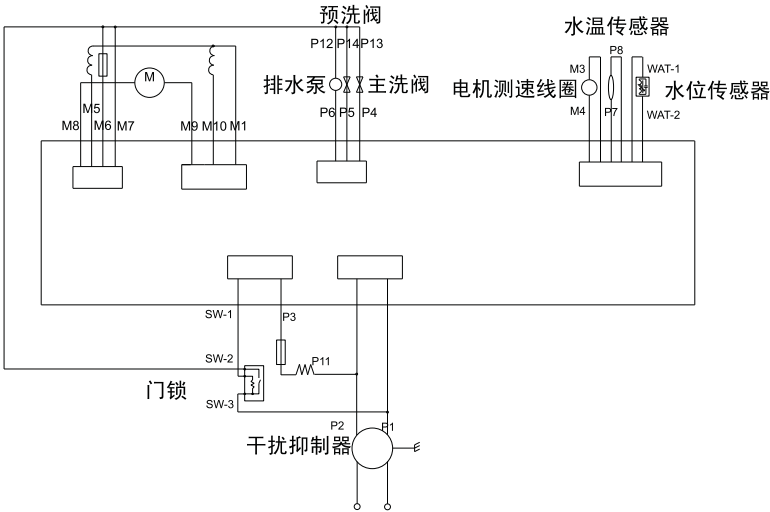 预洗阀
水温传感器
P12 P14 P13
P8
M3
WAT-1
M
排水泵
主洗阀
电机测速线圈
水位传感器
M5
P6 P5 P4
M4
P7
WAT-2
M8 M6 M7
M9 M10 M1
SW-1
P3
SW-2
P11
门锁
SW-3
P2
P1
干扰抑制器